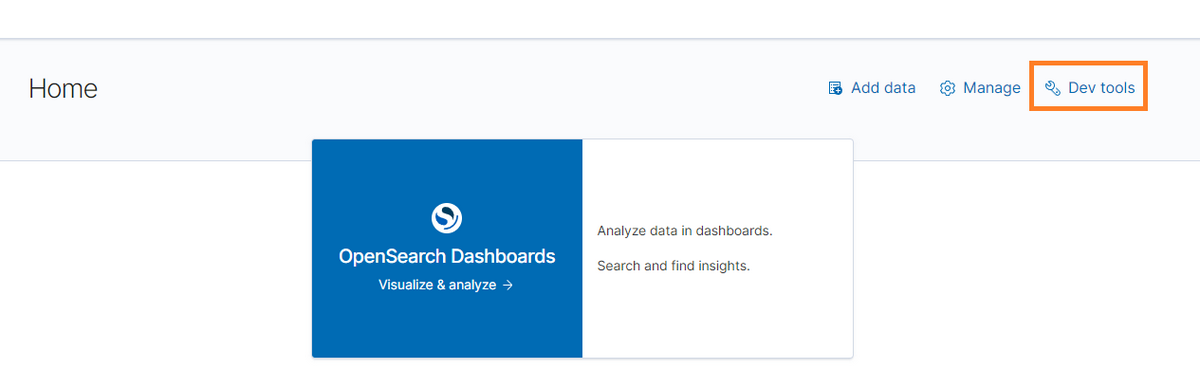 Home
Add data
Manage
Dev tools
OpenSearch Dashboards
Visualize & analyze →
Analyze data in dashboards.
Search and find insights.